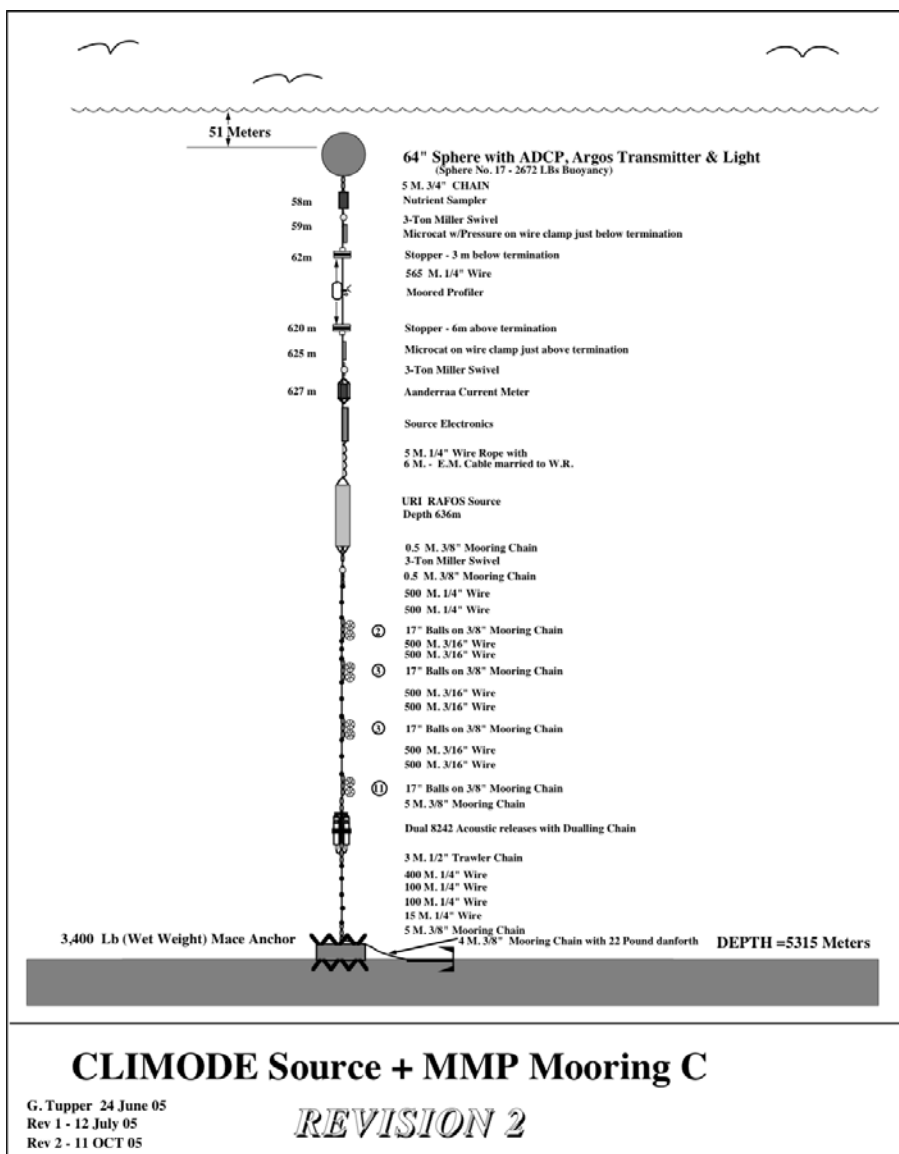 51 Meters
64" Sphere with ADCP, Argos Transmitter & Light
(Sphere No. 17 - 2672 LBs Buoyancy)
5 M. 3/4" CHAIN
58m Nutrient Sampler
3-Ton Miller Swivel
59m Microcat w/Pressure on wire clamp just below termination
62m Stopper - 3 m below termination
565 M. 1/4" Wire
Moored Profiler
620 m Stopper - 6m above termination
625 m Microcat on wire clamp just above termination
3-Ton Miller Swivel
627 m Aanderraa Current Meter
Source Electronics
5 M. 1/4" Wire Rope with
6 M. - E.M. Cable married to W.R.
URI RAFOS Source
Depth 636m
0.5 M. 3/8" Mooring Chain
3-Ton Miller Swivel
0.5 M. 3/8" Mooring Chain
500 M. 1/4" Wire
500 M. 1/4" Wire
2 17" Balls on 3/8" Mooring Chain
500 M. 3/16" Wire
500 M. 3/16" Wire
3 17" Balls on 3/8" Mooring Chain
500 M. 3/16" Wire
500 M. 3/16" Wire
3 17" Balls on 3/8" Mooring Chain
500 M. 3/16" Wire
500 M. 3/16" Wire
11 17" Balls on 3/8" Mooring Chain
5 M. 3/8" Mooring Chain
Dual 8242 Acoustic releases with Dualling Chain
3 M. 1/2" Trawler Chain
400 M. 1/4" Wire
100 M. 1/4" Wire
100 M. 1/4" Wire
15 M. 1/4" Wire
5 M. 3/8" Mooring Chain
3,400 Lb (Wet Weight) Mace Anchor
4 M. 3/8" Mooring Chain with 22 Pound danforth
DEPTH =5315 Meters
CLIMODE Source + MMP Mooring C
G. Tupper 24 June 05
Rev 1 - 12 July 05
Rev 2 - 11 OCT 05
REVISION 2